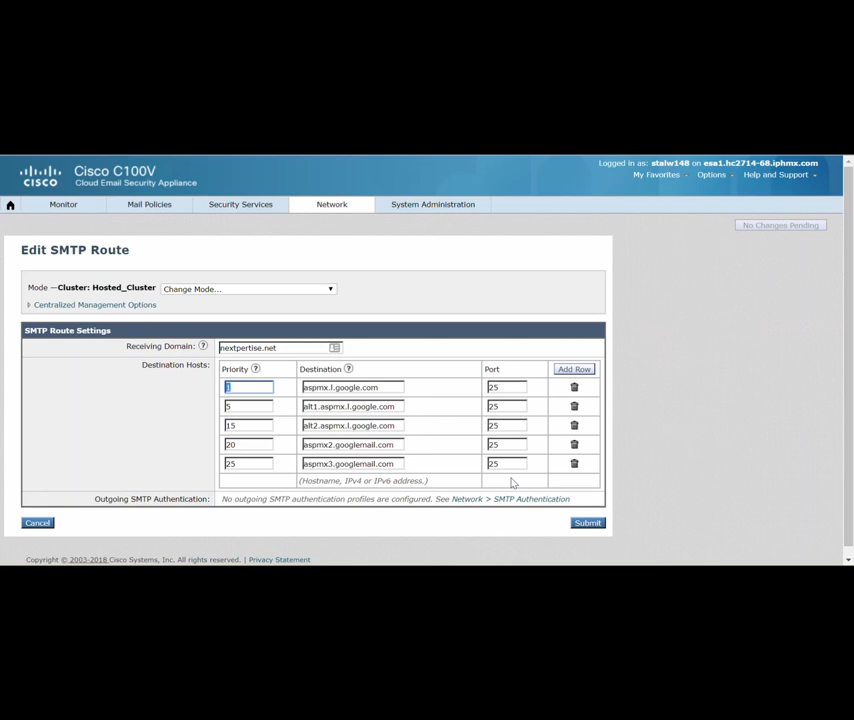 Cisco C100V
Cloud Email Security Appliance
CISCO
Logged in as: stalw148 on esa1.hc2714-68.iphmx.com
My Favorites Options Help and Support
Monitor Mail Policies Security Services Network System Administration
No Changes Pending
Edit SMTP Route
Mode —Cluster: Hosted_Cluster Change Mode...
Centralized Management Options
SMTP Route Settings
Receiving Domain: ? nextpertise.net
Destination Hosts: Priority ? Destination ? Port Add Row
1 aspmx.l.google.com 25
5 alt1.aspmx.l.google.com 25
15 alt2.aspmx.l.google.com 25
20 aspmx2.googlemail.com 25
25 aspmx3.googlemail.com 25
(Hostname, IPv4 or IPv6 address.)
Outgoing SMTP Authentication: No outgoing SMTP authentication profiles are configured. See Network > SMTP Authentication
Cancel Submit
Copyright © 2003-2018 Cisco Systems, Inc. All rights reserved. | Privacy Statement